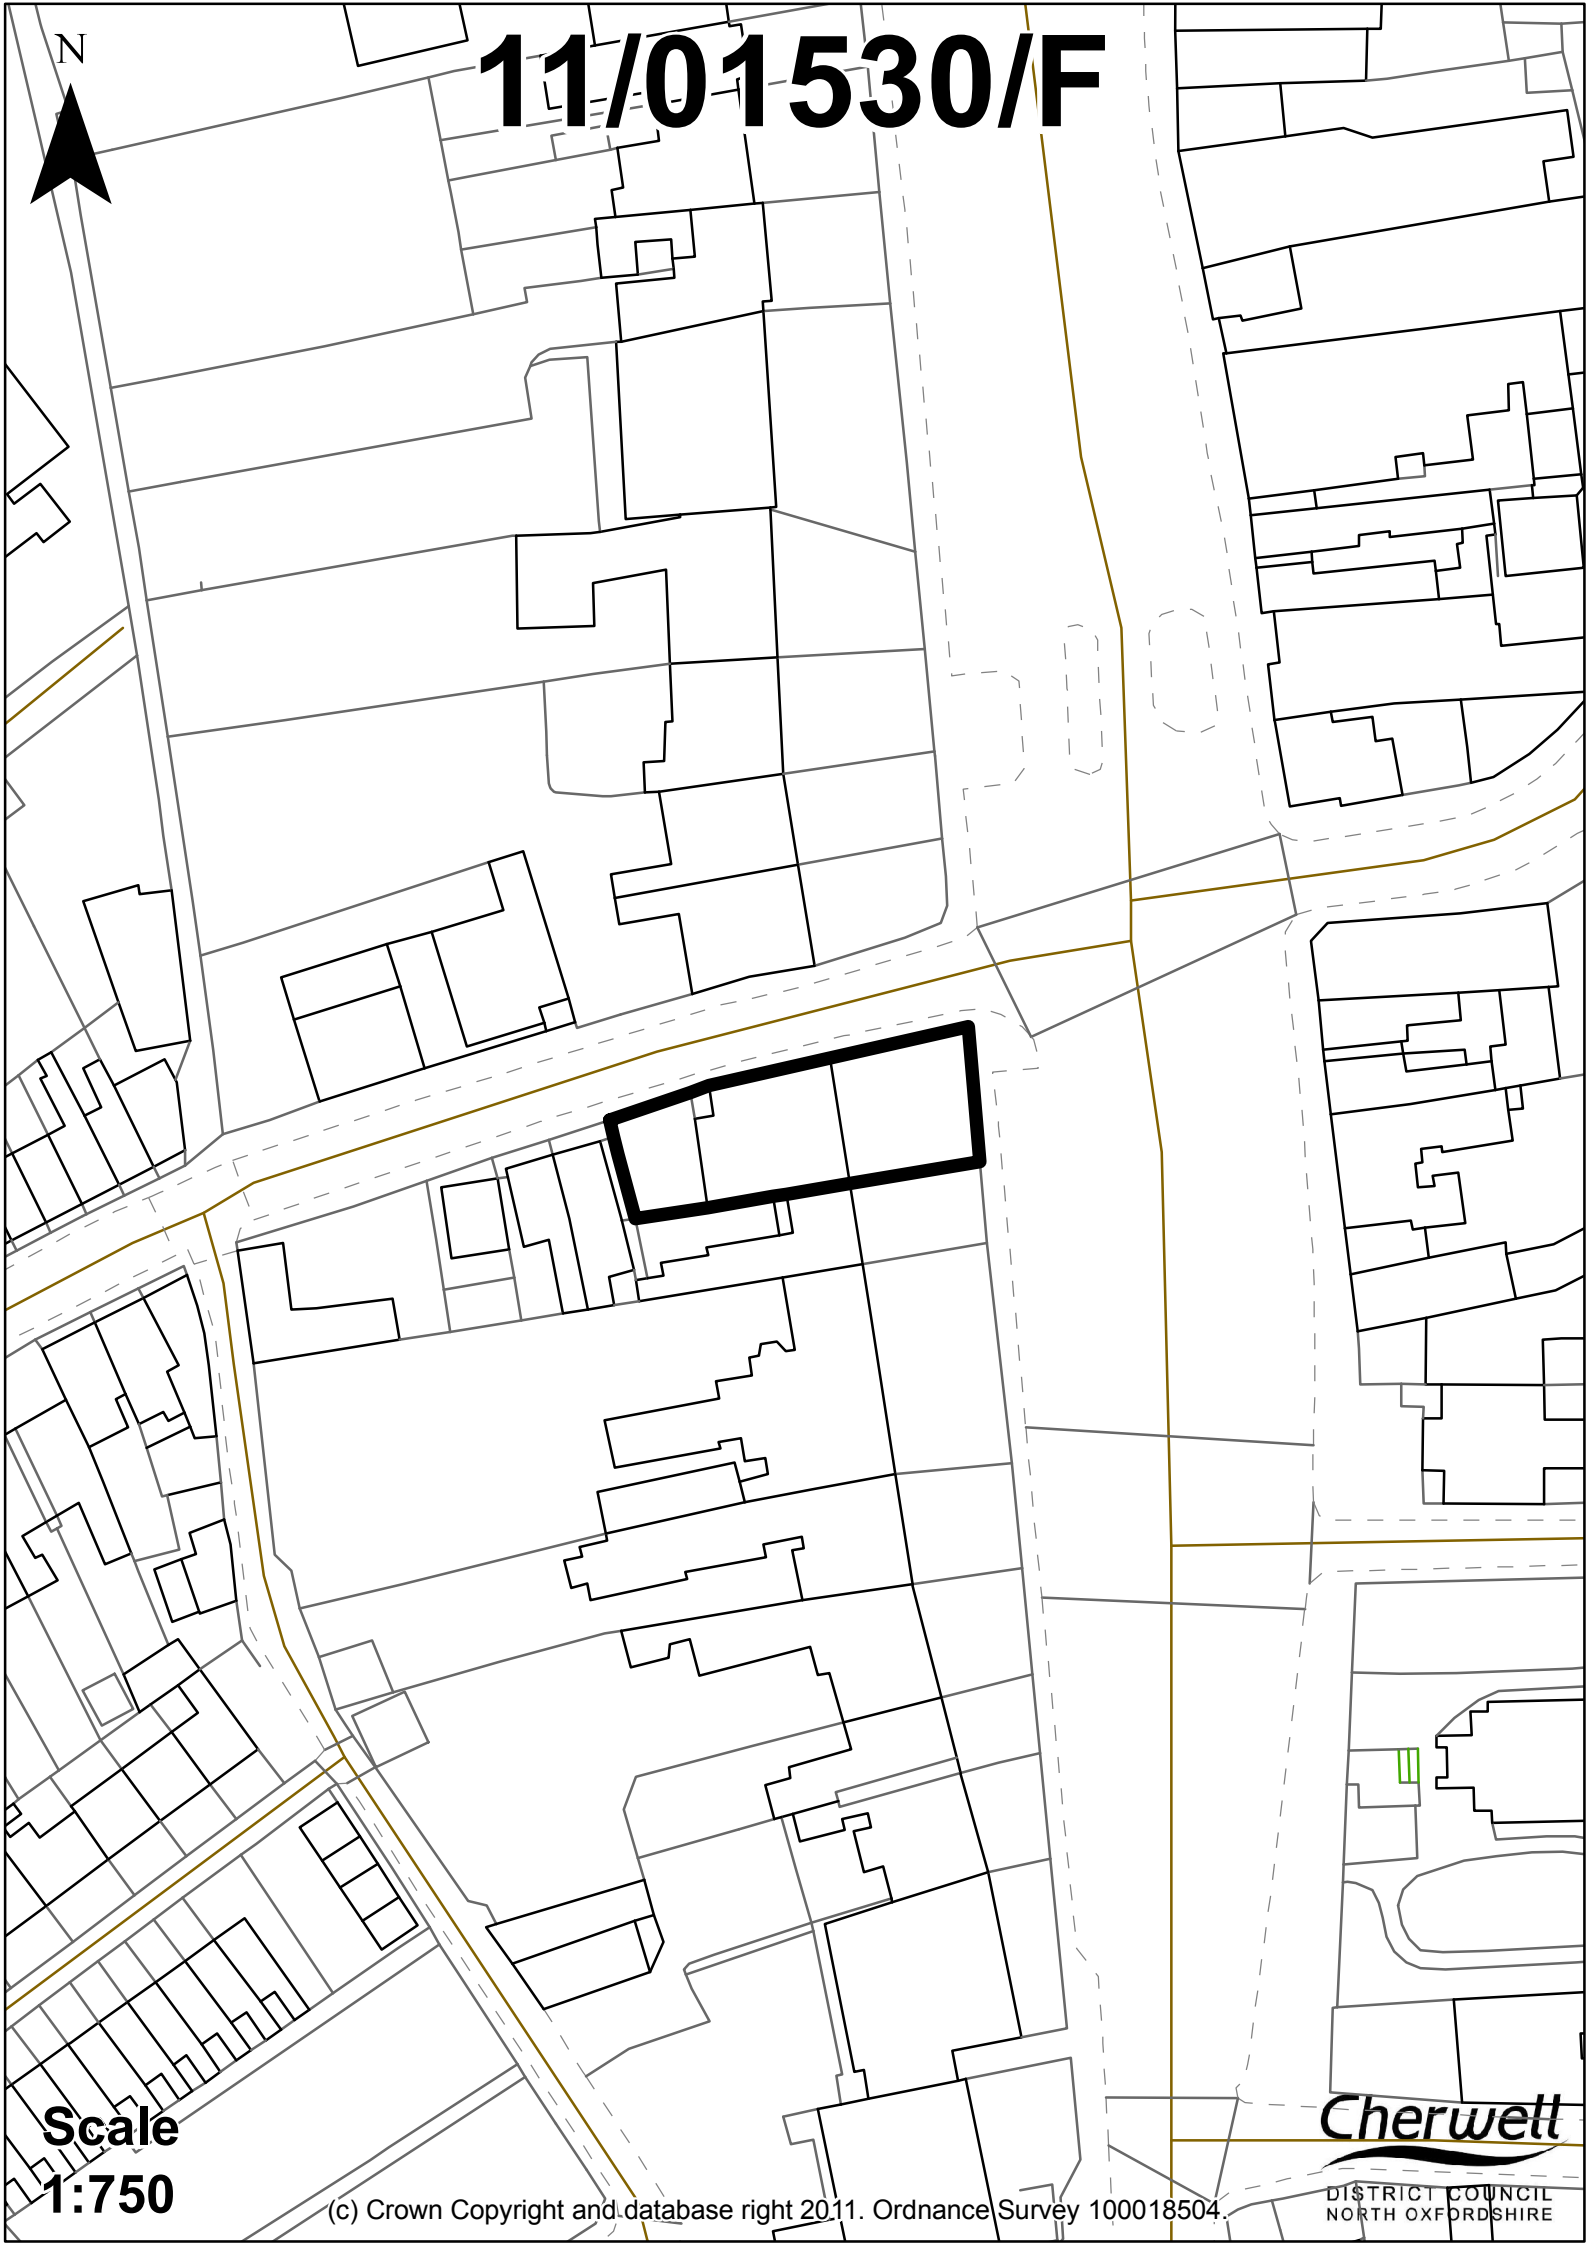 N
11/01530/F
Scale
1:750
(c) Crown Copyright and database right 2011. Ordnance Survey 100018504.
Cherwell
DISTRICT COUNCIL
NORTH OXFORDSHIRE